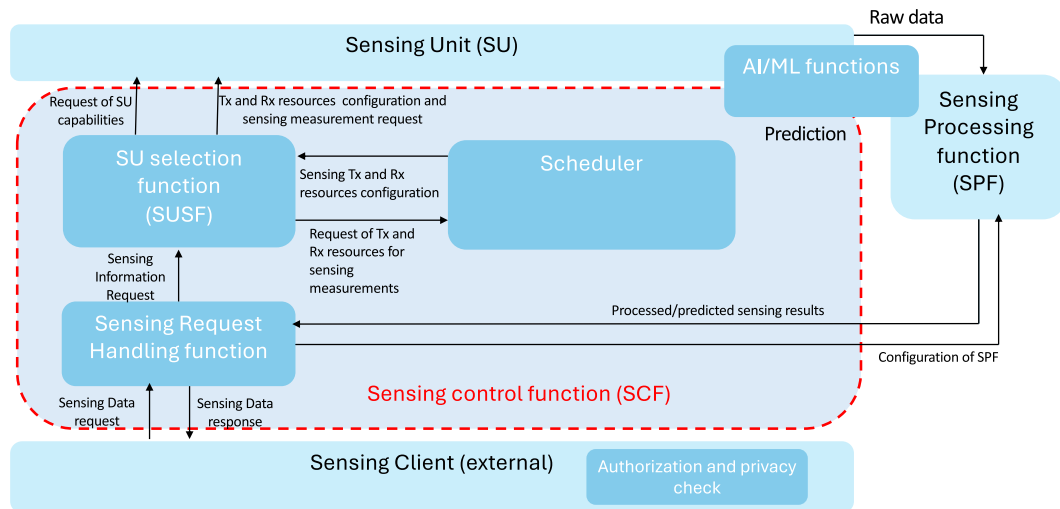 Raw data
Sensing Unit (SU)
AI/ML functions
Request of SU
capabilities
Tx and Rx resources configuration and
sensing measurement request
Sensing
Processing
function
(SPF)
Prediction
SU selection
function
(SUSF)
Sensing Tx and Rx
resources configuration
Scheduler
Request of Tx and
Rx resources for
sensing
measurements
Sensing
Information
Request
Processed/predicted sensing results
Sensing Request
Handling function
Configuration of SPF
Sensing control function (SCF)
Sensing Data
request
Sensing Data
response
Sensing Client (external)
Authorization and privacy
check